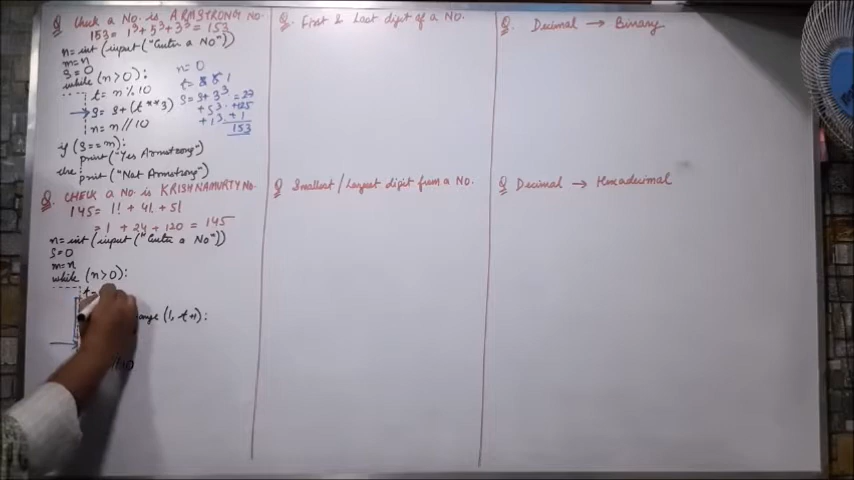 Q. Check a No. is ARMSTRONG No.
153 = 1³ + 5³ + 3³ = 153
n = int (input ("Enter a No"))
m=n
S=0
while (n>0):
t = n % 10
S = S + (t**3)
n = n // 10
if (S==m):
print ("Yes Armstrong")
else
print ("Not Armstrong")
n = 0
t = 3 5 1
S = S + 3³ = 27
+ 5³ + 125
+ 1³ + 1
153
Q. CHECK a No. is KRISHNAMURTY No.
145 = 1! + 4! + 5!
= 1 + 24 + 120 = 145
n = int (input ("Enter a No"))
S=0
m=n
while (n>0):
t =
(1, t+1):
Q. First & Last digit of a No.
Q Smallest / Largest digit from a No.
Q. Decimal → Binary
Q Decimal → Hexadecimal